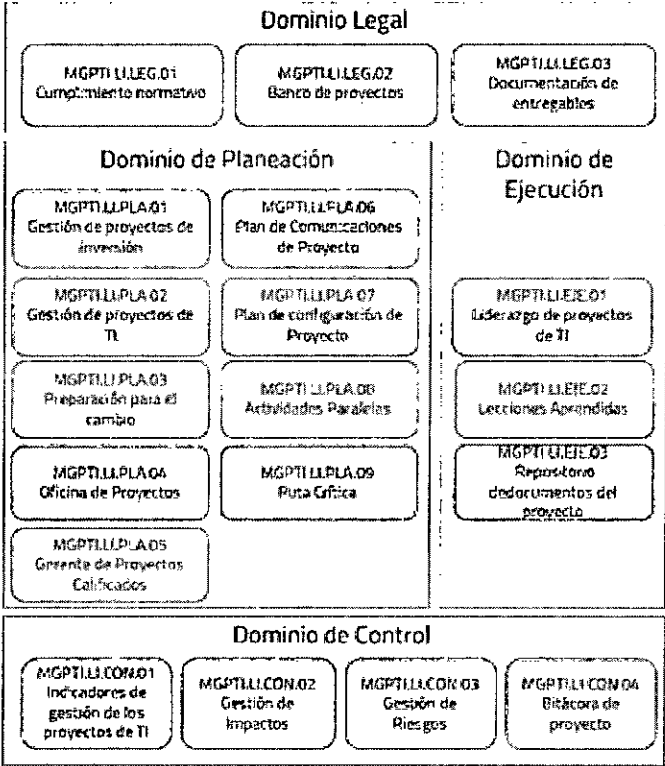 Dominio Legal
MGPTI.LI.LEG.01
Cumplimiento normativo
MGPTI.LI.LEG.02
Banco de proyectos
MGPTI.LI.LEG.03
Documentación de
entregables
Dominio de Planeación
MGPTI.LI.PLA.01
Gestión de proyectos de
inversión
MGPTI.LI.PLA.06
Plan de Comunicaciones
de Proyecto
MGPTI.LI.PLA.02
Gestión de proyectos de
TI.
MGPTI.LI.PLA.07
Plan de configuración de
Proyecto
MGPTI.LI.PLA.03
Preparación para el
cambio
MGPTI.LI.PLA.08
Actividades Paralelas
MGPTI.LI.PLA.04
Oficina de Proyectos
MGPTI.LI.PLA.09
Ruta Crítica
MGPTI.LI.PLA.05
Gerente de Proyectos
Calificados
Dominio de
Ejecución
MGPTI.LI.EJE.01
Liderazgo de proyectos
de TI
MGPTI.LI.EJE.02
Lecciones Aprendidas
MGPTI.LI.EJE.03
Repositorio
dedocumentos del
proyecto
Dominio de Control
MGPTI.LI.CON.01
Indicadores de
gestión de los
proyectos de TI
MGPTI.LI.CON.02
Gestión de
Impactos
MGPTI.LI.CON.03
Gestión de
Riesgos
MGPTI.LI.CON.04
Bitácora de
proyecto